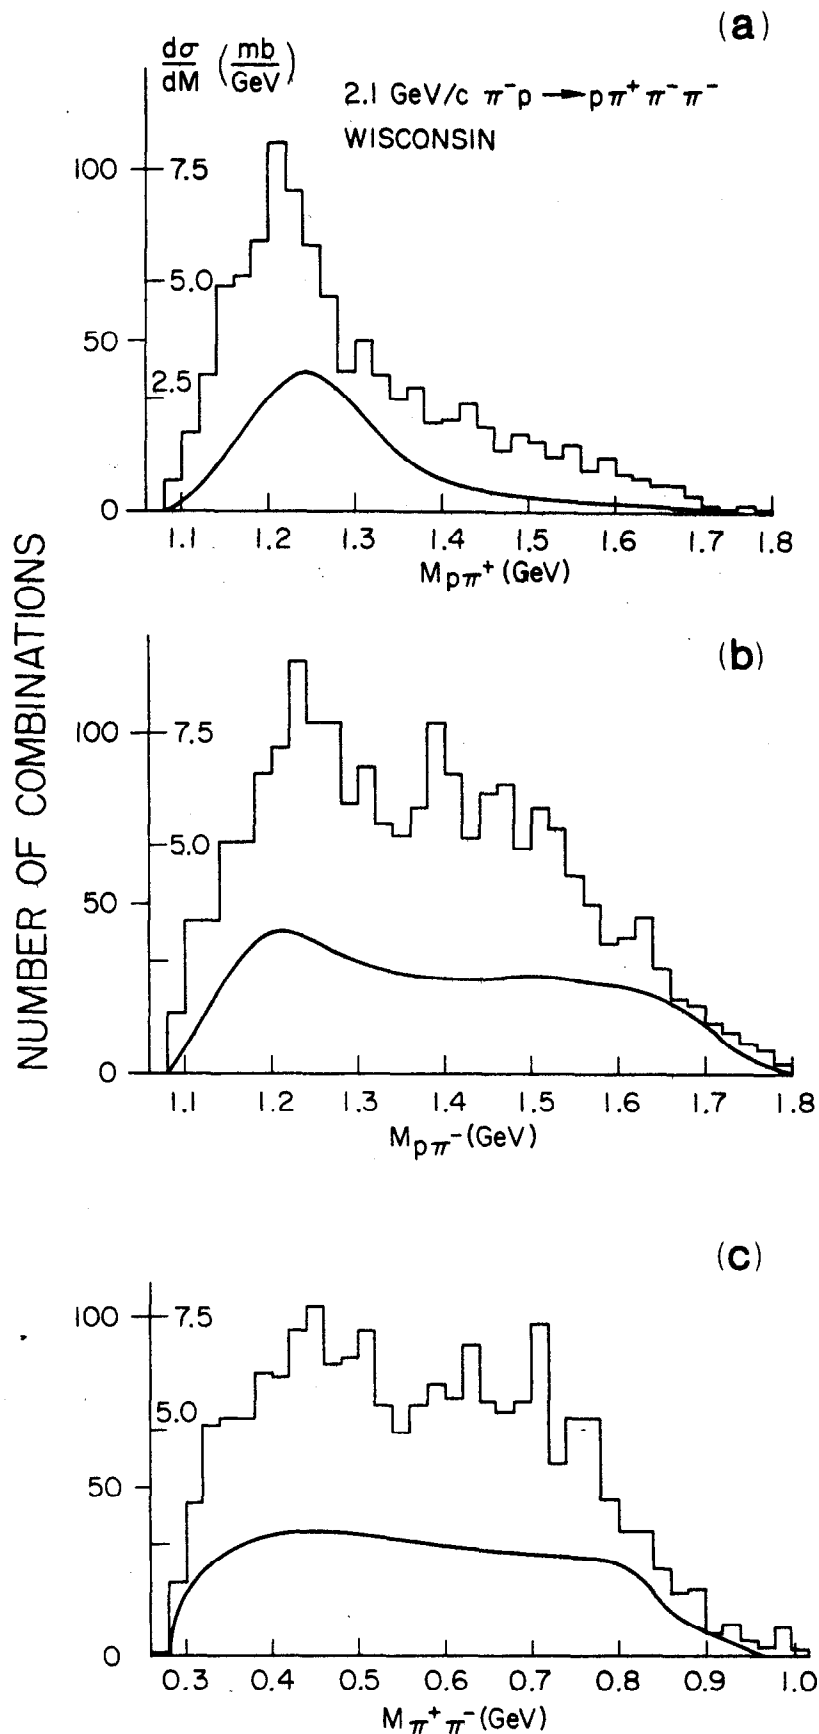 (a)
dσ/dM (mb/GeV)
2.1 GeV/c π⁻p → pπ⁺π⁻π⁻
WISCONSIN
100
7.5
5.0
50
2.5
0
1.1 1.2 1.3 1.4 1.5 1.6 1.7 1.8
M pπ⁺ (GeV)
NUMBER OF COMBINATIONS
(b)
100
7.5
5.0
50
0
1.1 1.2 1.3 1.4 1.5 1.6 1.7 1.8
M pπ⁻ (GeV)
(c)
100
7.5
5.0
50
0
0.3 0.4 0.5 0.6 0.7 0.8 0.9 1.0
M π⁺π⁻ (GeV)